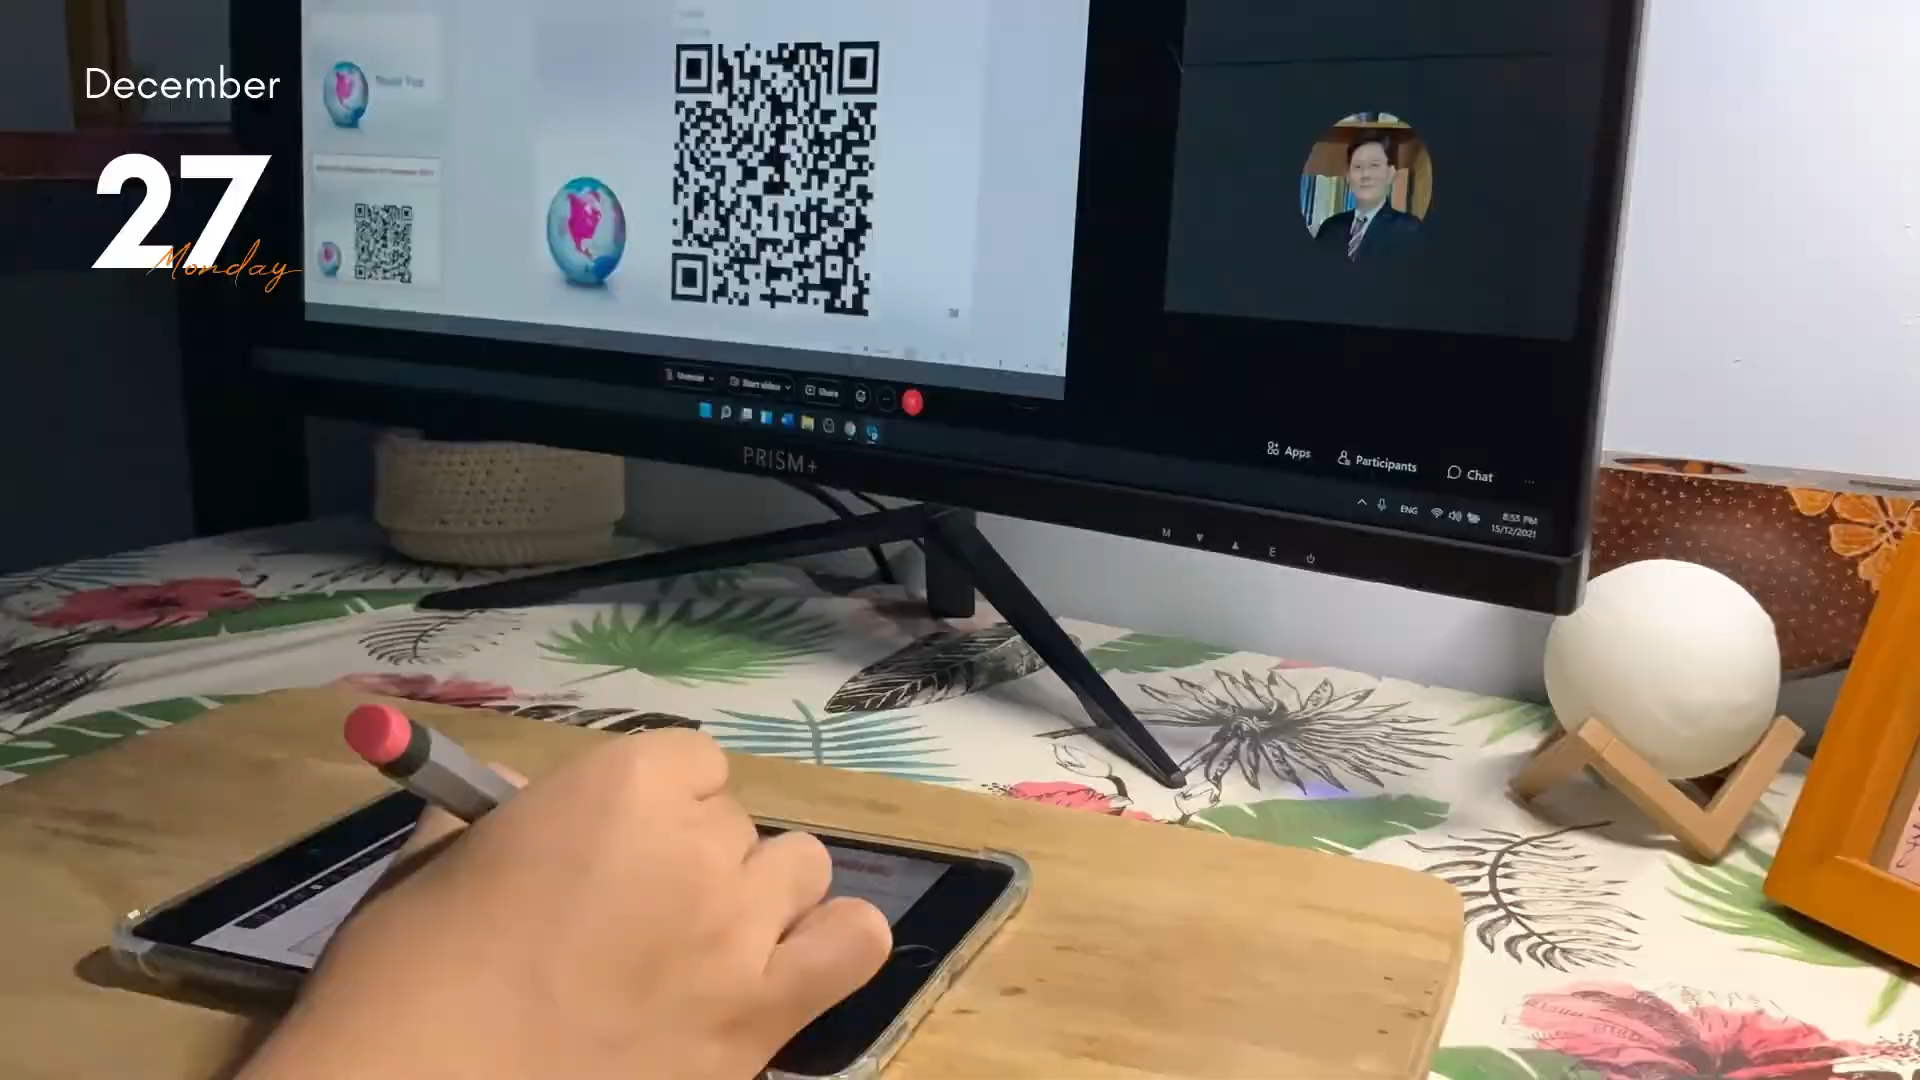 December
27
Monday
Thank You
Start video
Share
PRISM+
Apps
Participants
Chat
ENG
8:55 PM
15/12/2021
M
E